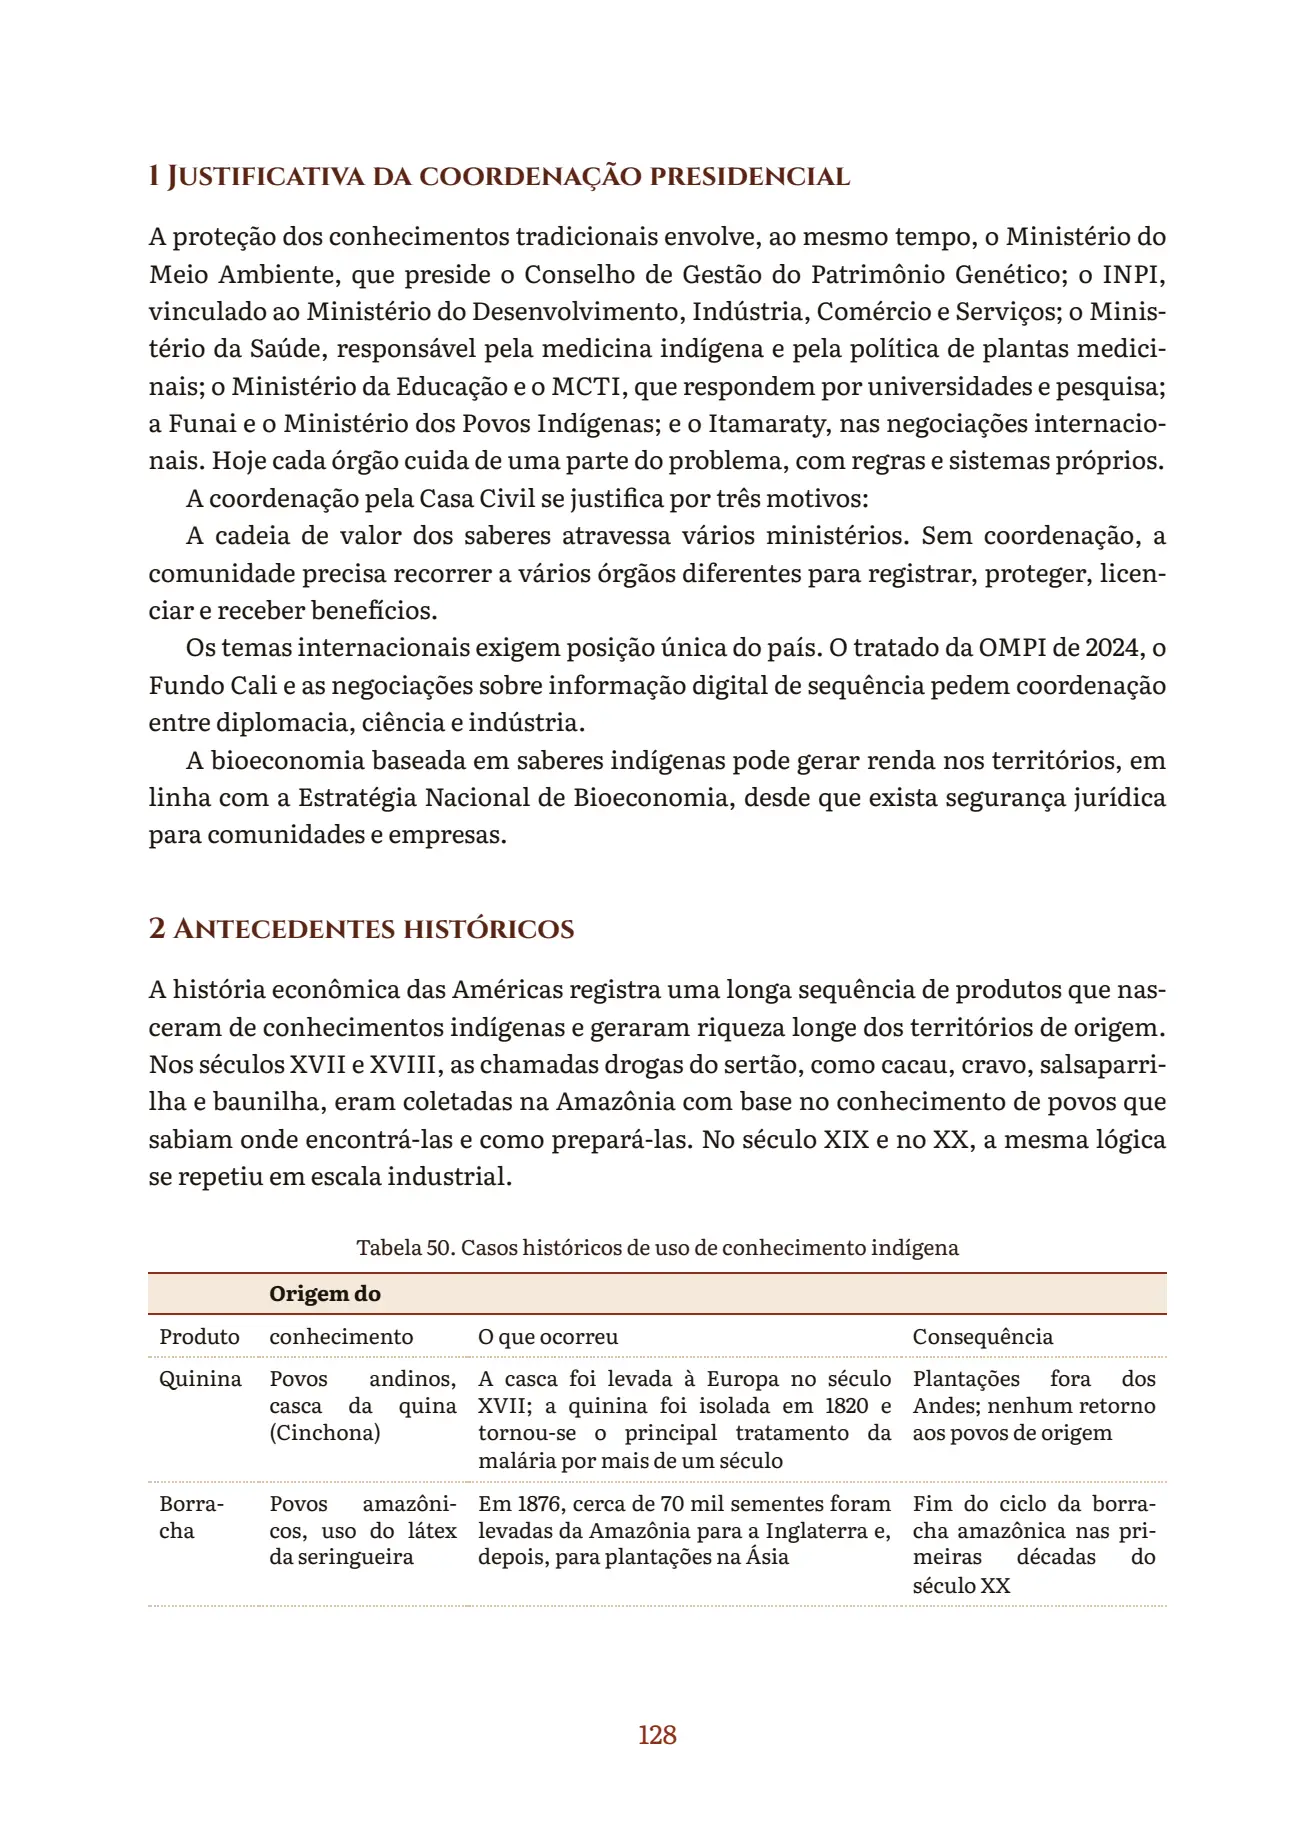 1 Justificativa da coordenação presidencial
A proteção dos conhecimentos tradicionais envolve, ao mesmo tempo, o Ministério do
Meio Ambiente, que preside o Conselho de Gestão do Patrimônio Genético; o INPI,
vinculado ao Ministério do Desenvolvimento, Indústria, Comércio e Serviços; o Minis-
tério da Saúde, responsável pela medicina indígena e pela política de plantas medici-
nais; o Ministério da Educação e o MCTI, que respondem por universidades e pesquisa;
a Funai e o Ministério dos Povos Indígenas; e o Itamaraty, nas negociações internacio-
nais. Hoje cada órgão cuida de uma parte do problema, com regras e sistemas próprios.
A coordenação pela Casa Civil se justifica por três motivos:
A cadeia de valor dos saberes atravessa vários ministérios. Sem coordenação, a
comunidade precisa recorrer a vários órgãos diferentes para registrar, proteger, licen-
ciar e receber benefícios.
Os temas internacionais exigem posição única do país. O tratado da OMPI de 2024, o
Fundo Cali e as negociações sobre informação digital de sequência pedem coordenação
entre diplomacia, ciência e indústria.
A bioeconomia baseada em saberes indígenas pode gerar renda nos territórios, em
linha com a Estratégia Nacional de Bioeconomia, desde que exista segurança jurídica
para comunidades e empresas.
2 Antecedentes históricos
A história econômica das Américas registra uma longa sequência de produtos que nas-
ceram de conhecimentos indígenas e geraram riqueza longe dos territórios de origem.
Nos séculos XVII e XVIII, as chamadas drogas do sertão, como cacau, cravo, salsaparri-
lha e baunilha, eram coletadas na Amazônia com base no conhecimento de povos que
sabiam onde encontrá-las e como prepará-las. No século XIX e no XX, a mesma lógica
se repetiu em escala industrial.
Tabela 50. Casos históricos de uso de conhecimento indígena
Origem do
Produto conhecimento O que ocorreu Consequência
Quinina Povos andinos, A casca foi levada à Europa no século Plantações fora dos
casca da quina XVII; a quinina foi isolada em 1820 e Andes; nenhum retorno
(Cinchona) tornou-se o principal tratamento da aos povos de origem
malária por mais de um século
Borra- Povos amazôni- Em 1876, cerca de 70 mil sementes foram Fim do ciclo da borra-
cha cos, uso do látex levadas da Amazônia para a Inglaterra e, cha amazônica nas pri-
da seringueira depois, para plantações na Ásia meiras décadas do
século XX
128